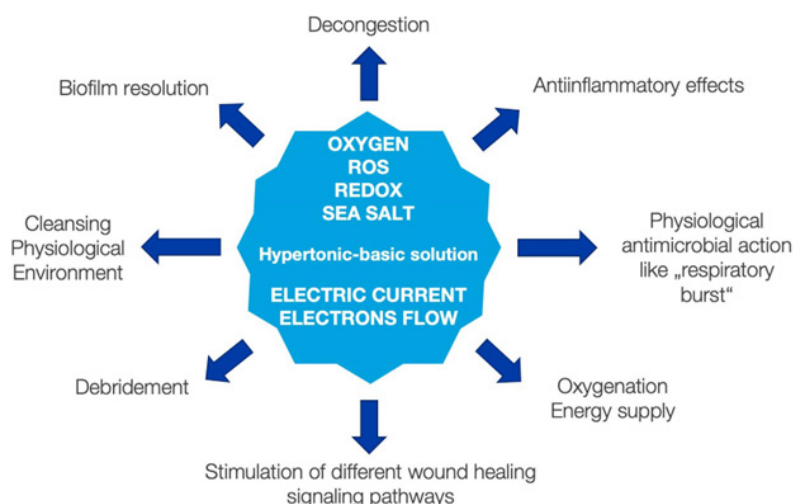 Decongestion
Biofilm resolution
Antiinflammatory effects
OXYGEN
ROS
REDOX
SEA SALT
Hypertonic-basic solution
ELECTRIC CURRENT
ELECTRONS FLOW
Cleansing
Physiological
Environment
Physiological
antimicrobial action
like „respiratory
burst“
Debridement
Oxygenation
Energy supply
Stimulation of different wound healing
signaling pathways